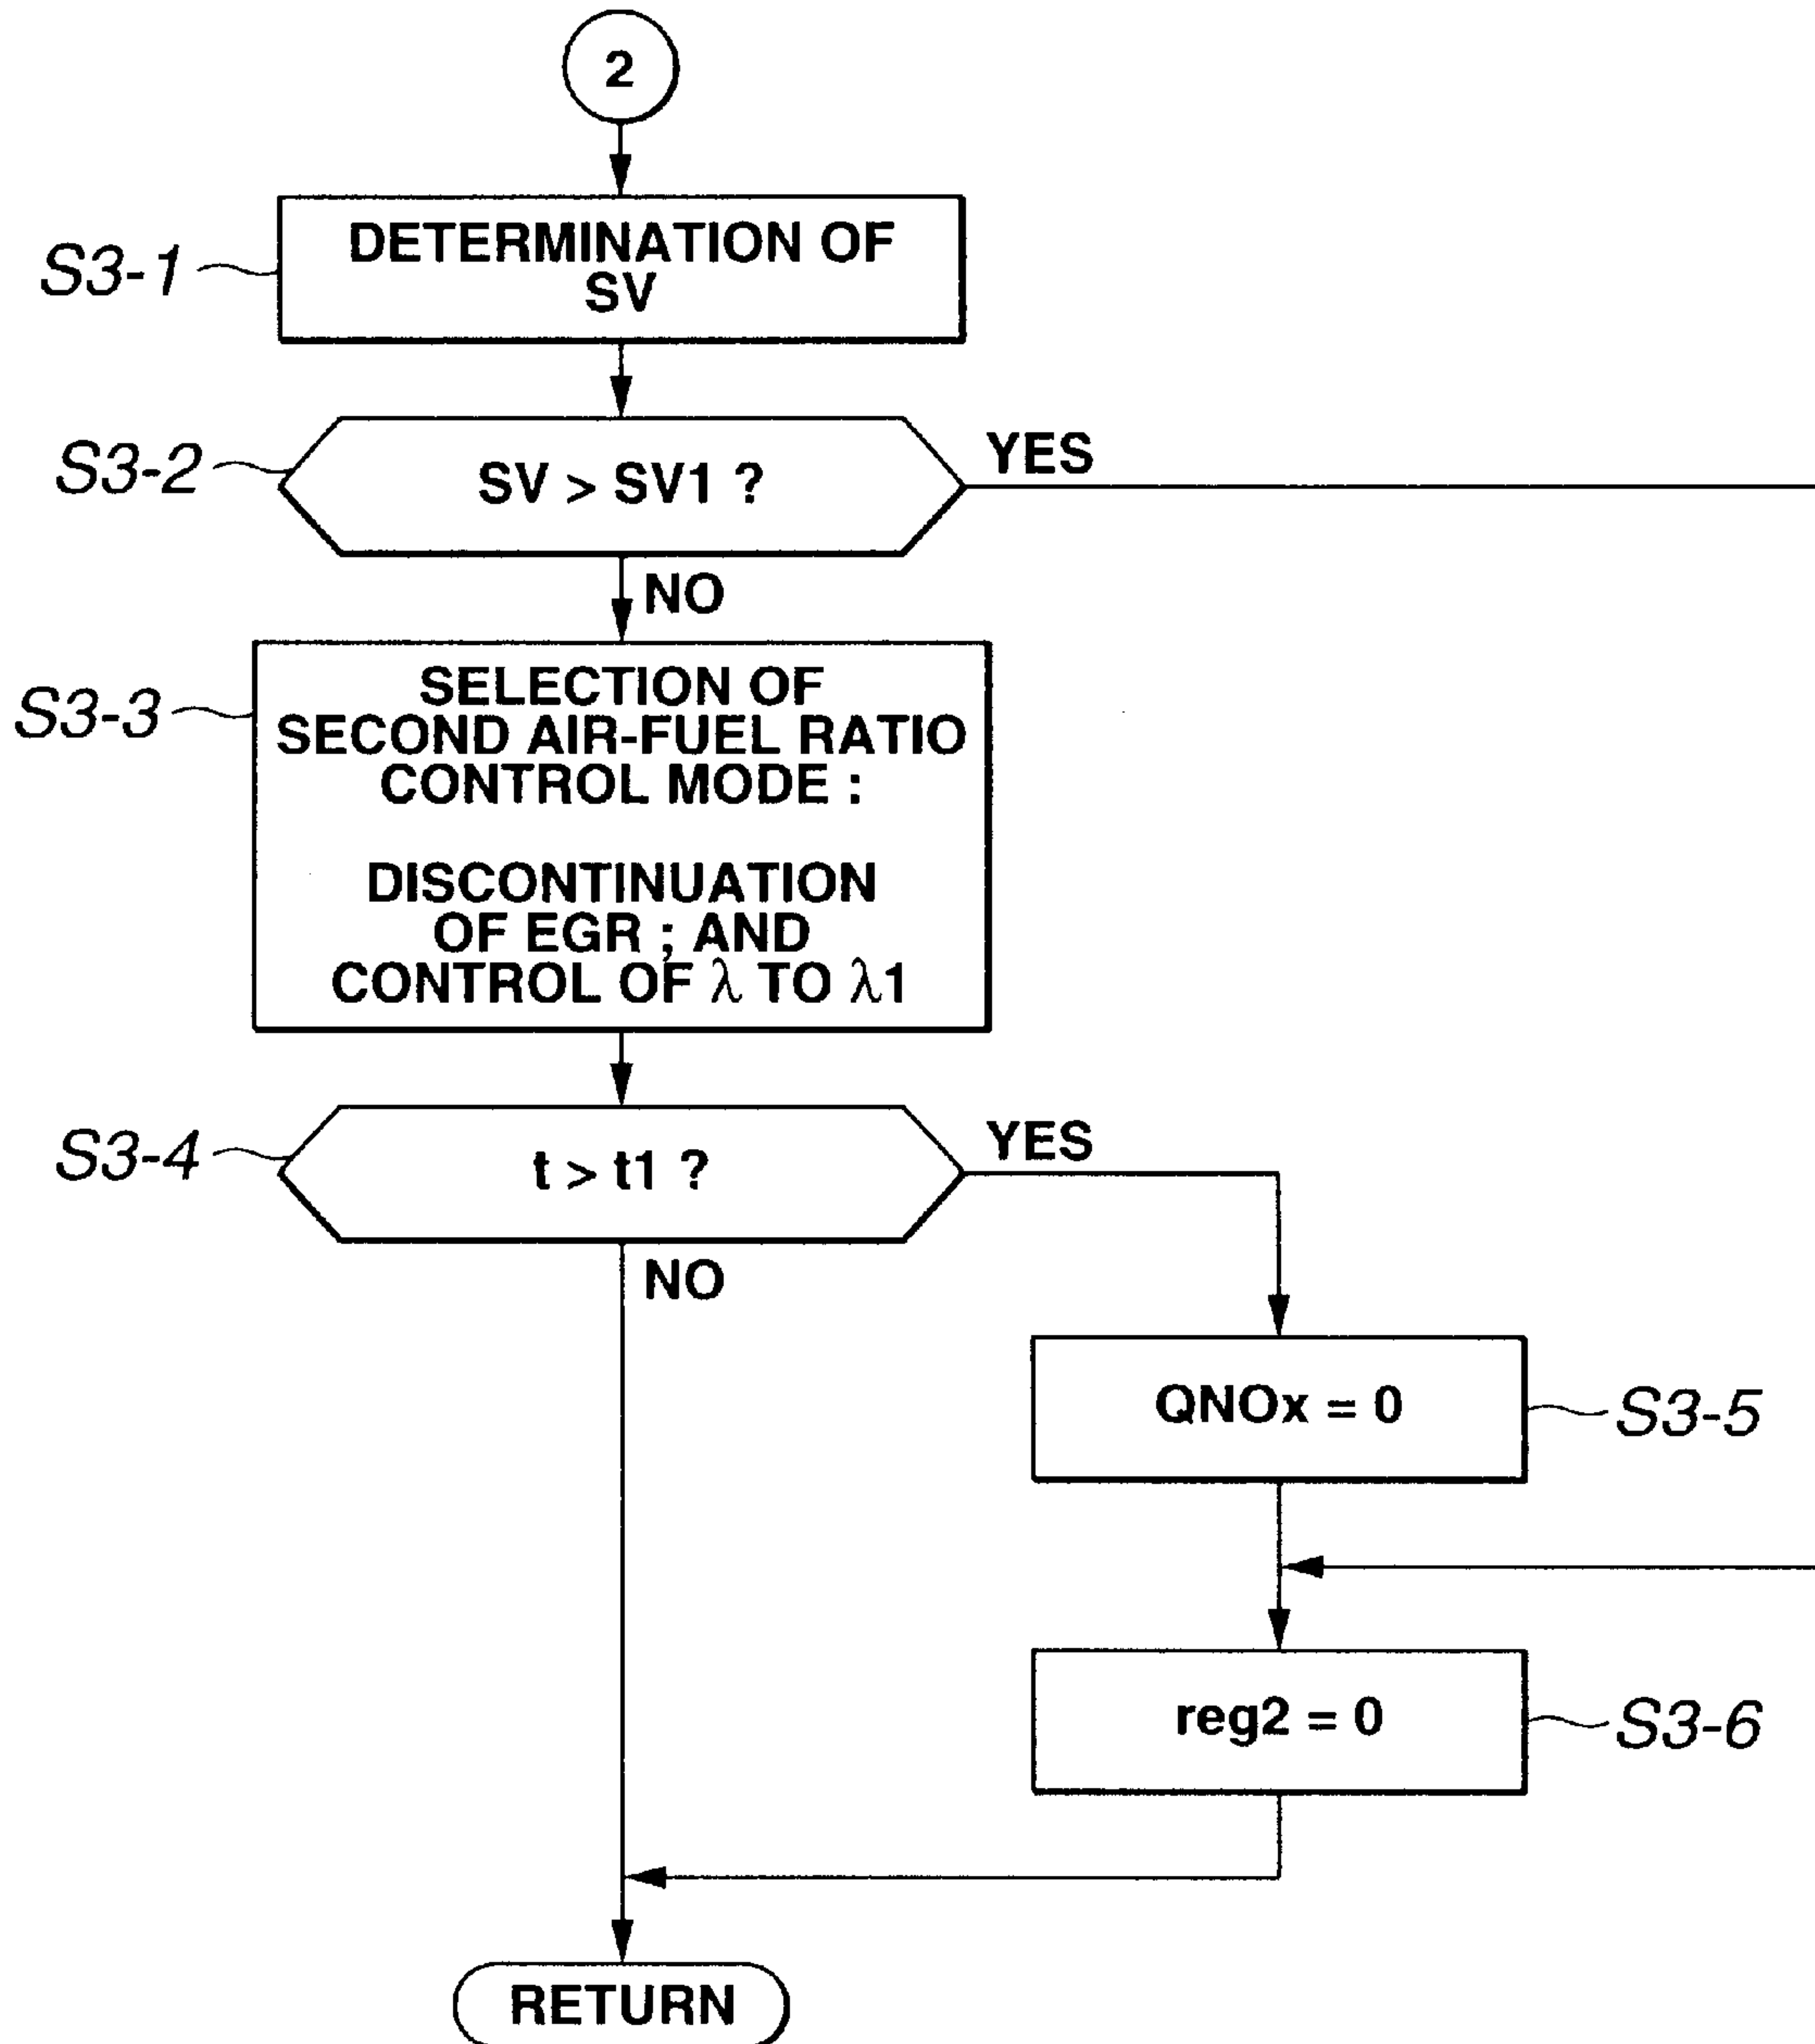 2
S3-1
DETERMINATION OF
SV
S3-2
SV > SV1 ?
YES
NO
S3-3
SELECTION OF
SECOND AIR-FUEL RATIO
CONTROL MODE :
DISCONTINUATION
OF EGR ; AND
CONTROL OF λ TO λ1
S3-4
t > t1 ?
YES
NO
QNOx = 0
S3-5
reg2 = 0
S3-6
RETURN